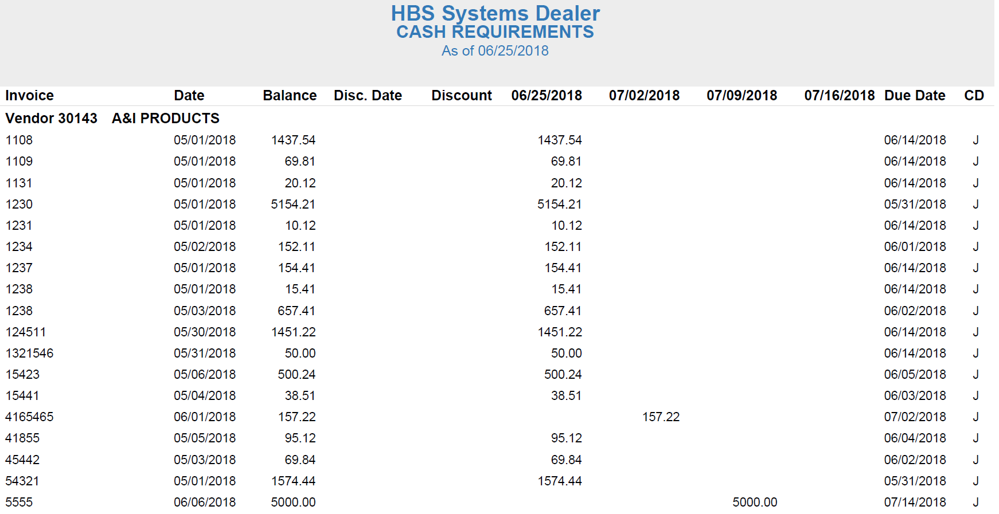 HBS Systems Dealer
CASH REQUIREMENTS
As of 06/25/2018
Invoice Date Balance Disc. Date Discount 06/25/2018 07/02/2018 07/09/2018 07/16/2018 Due Date CD
Vendor 30143 A&I PRODUCTS
1108 05/01/2018 1437.54 1437.54 06/14/2018 J
1109 05/01/2018 69.81 69.81 06/14/2018 J
1131 05/01/2018 20.12 20.12 06/14/2018 J
1230 05/01/2018 5154.21 5154.21 05/31/2018 J
1231 05/01/2018 10.12 10.12 06/14/2018 J
1234 05/02/2018 152.11 152.11 06/01/2018 J
1237 05/01/2018 154.41 154.41 06/14/2018 J
1238 05/01/2018 15.41 15.41 06/14/2018 J
1238 05/03/2018 657.41 657.41 06/02/2018 J
124511 05/30/2018 1451.22 1451.22 06/14/2018 J
1321546 05/31/2018 50.00 50.00 06/14/2018 J
15423 05/06/2018 500.24 500.24 06/05/2018 J
15441 05/04/2018 38.51 38.51 06/03/2018 J
4165465 06/01/2018 157.22 157.22 07/02/2018 J
41855 05/05/2018 95.12 95.12 06/04/2018 J
45442 05/03/2018 69.84 69.84 06/02/2018 J
54321 05/01/2018 1574.44 1574.44 05/31/2018 J
5555 06/06/2018 5000.00 5000.00 07/14/2018 J